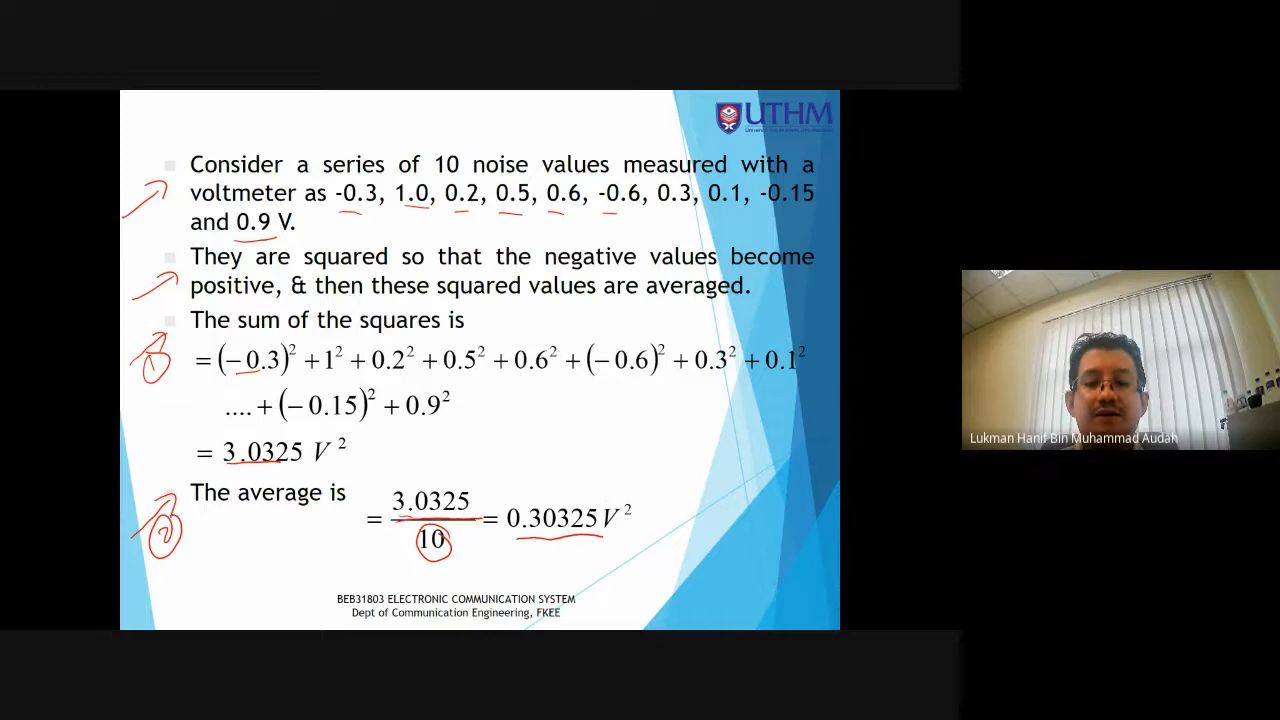 UTHM
Consider a series of 10 noise values measured with a
voltmeter as -0.3, 1.0, 0.2, 0.5, 0.6, -0.6, 0.3, 0.1, -0.15
and 0.9 V.
They are squared so that the negative values become
positive, & then these squared values are averaged.
The sum of the squares is
1
= (−0.3)² + 1² + 0.2² + 0.5² + 0.6² + (−0.6)² + 0.3² + 0.1²
.... + (−0.15)² + 0.9²
= 3.0325 V ²
The average is
= 3.0325 / 10 = 0.30325 V ²
2
BEB31803 ELECTRONIC COMMUNICATION SYSTEM
Dept of Communication Engineering, FKEE
Lukman Hanif Bin Muhammad Audah